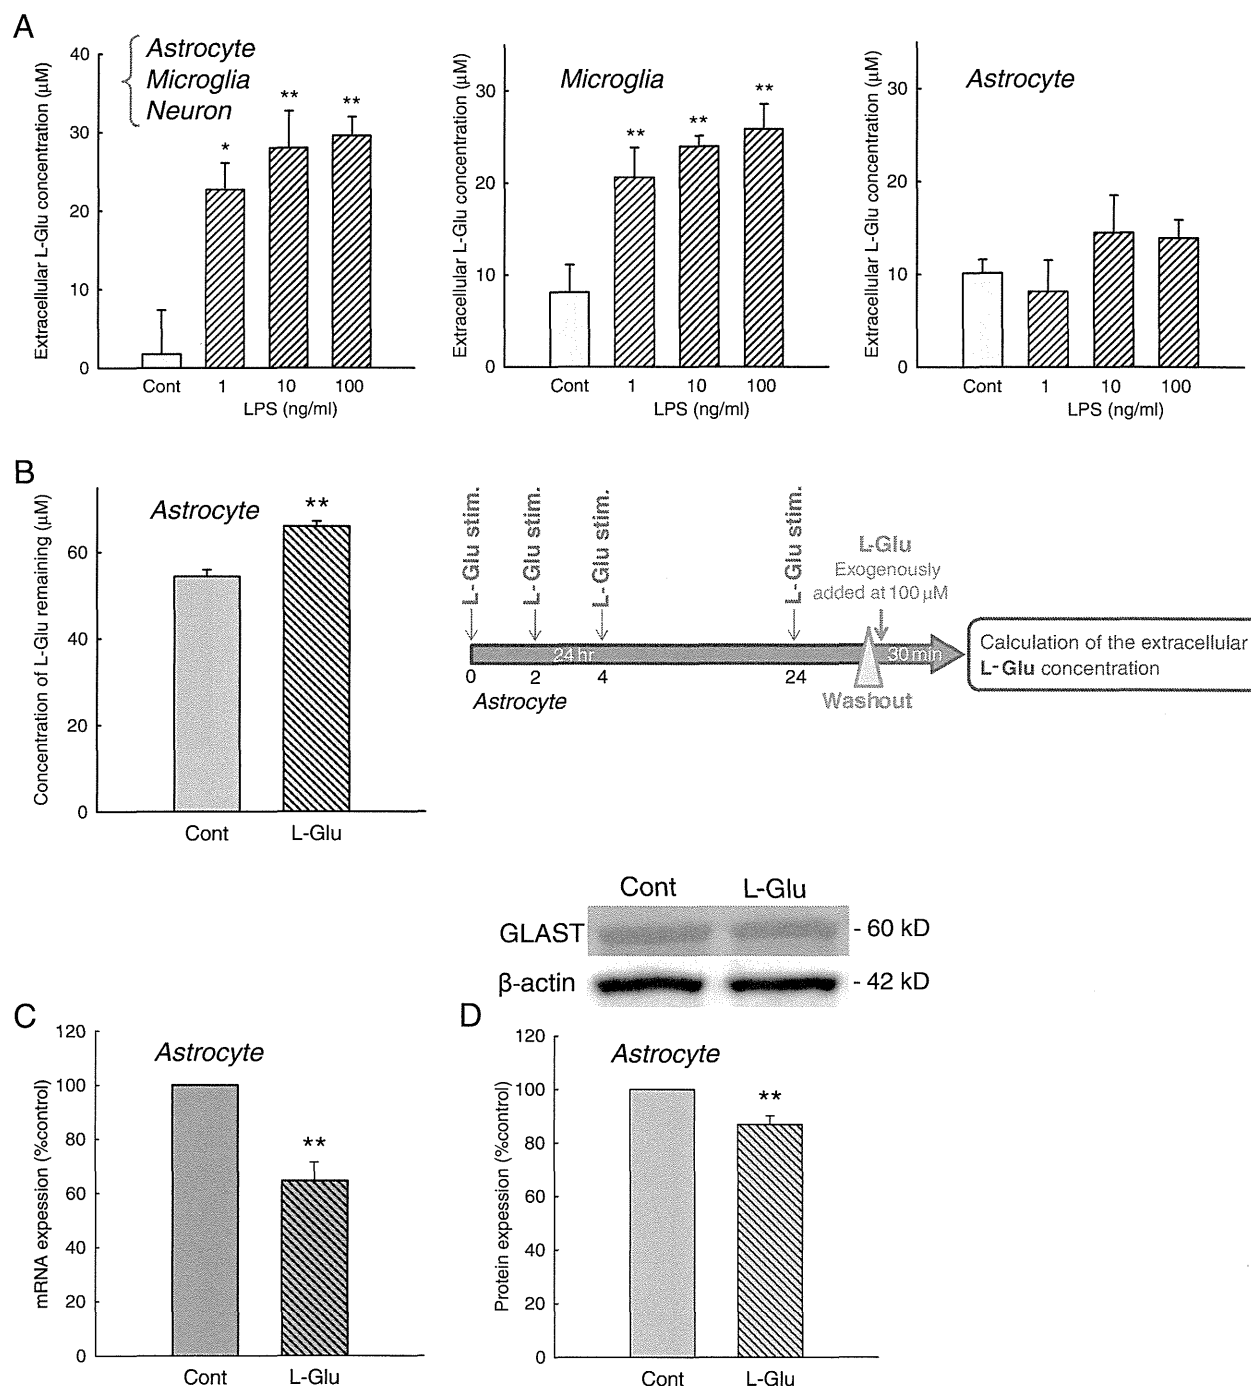 A
Astrocyte
Microglia
Neuron
Extracellular L-Glu concentration (μM)
40
30
20
10
0
*
**
**
Cont 1 10 100
LPS (ng/ml)
Microglia
Extracellular L-Glu concentration (μM)
30
20
10
0
**
**
**
Cont 1 10 100
LPS (ng/ml)
Astrocyte
Extracellular L-Glu concentration (μM)
30
20
10
0
Cont 1 10 100
LPS (ng/ml)
B
Astrocyte
**
Concentration of L-Glu remaining (μM)
60
40
20
0
Cont L-Glu
L-Glu stim.
L-Glu stim.
L-Glu stim.
L-Glu stim.
L-Glu
Exogenously
added at 100 μM
24 hr
30 min
0 2 4 24
Astrocyte
Washout
Calculation of the extracellular
L-Glu concentration
Cont L-Glu
GLAST - 60 kD
β-actin - 42 kD
C
Astrocyte
**
mRNA expession (%control)
120
100
80
60
40
20
0
Cont L-Glu
D
Astrocyte
**
Protein expession (%control)
120
100
80
60
40
20
0
Cont L-Glu